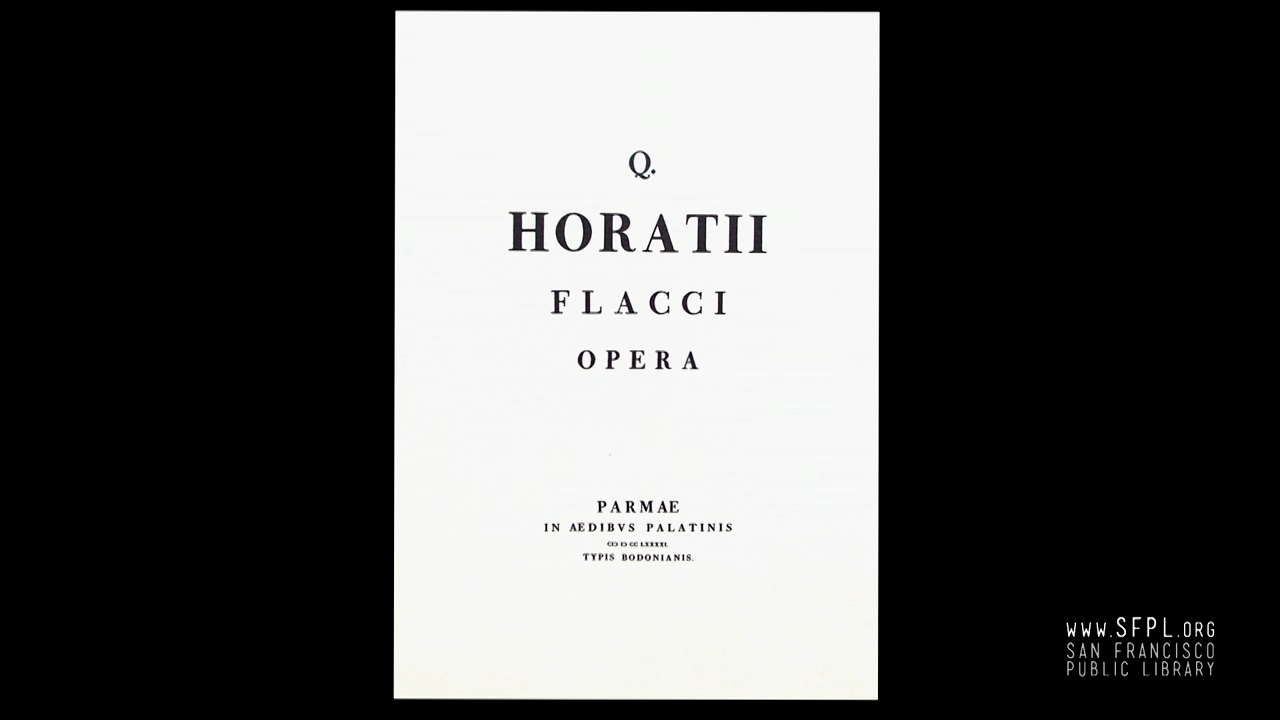 Q.
HORATII
FLACCI
OPERA
PARMAE
IN AEDIBVS PALATINIS
CIƆ IƆ CC LXXXXI.
TYPIS BODONIANIS.
WWW.SFPL.ORG
SAN FRANCISCO
PUBLIC LIBRARY